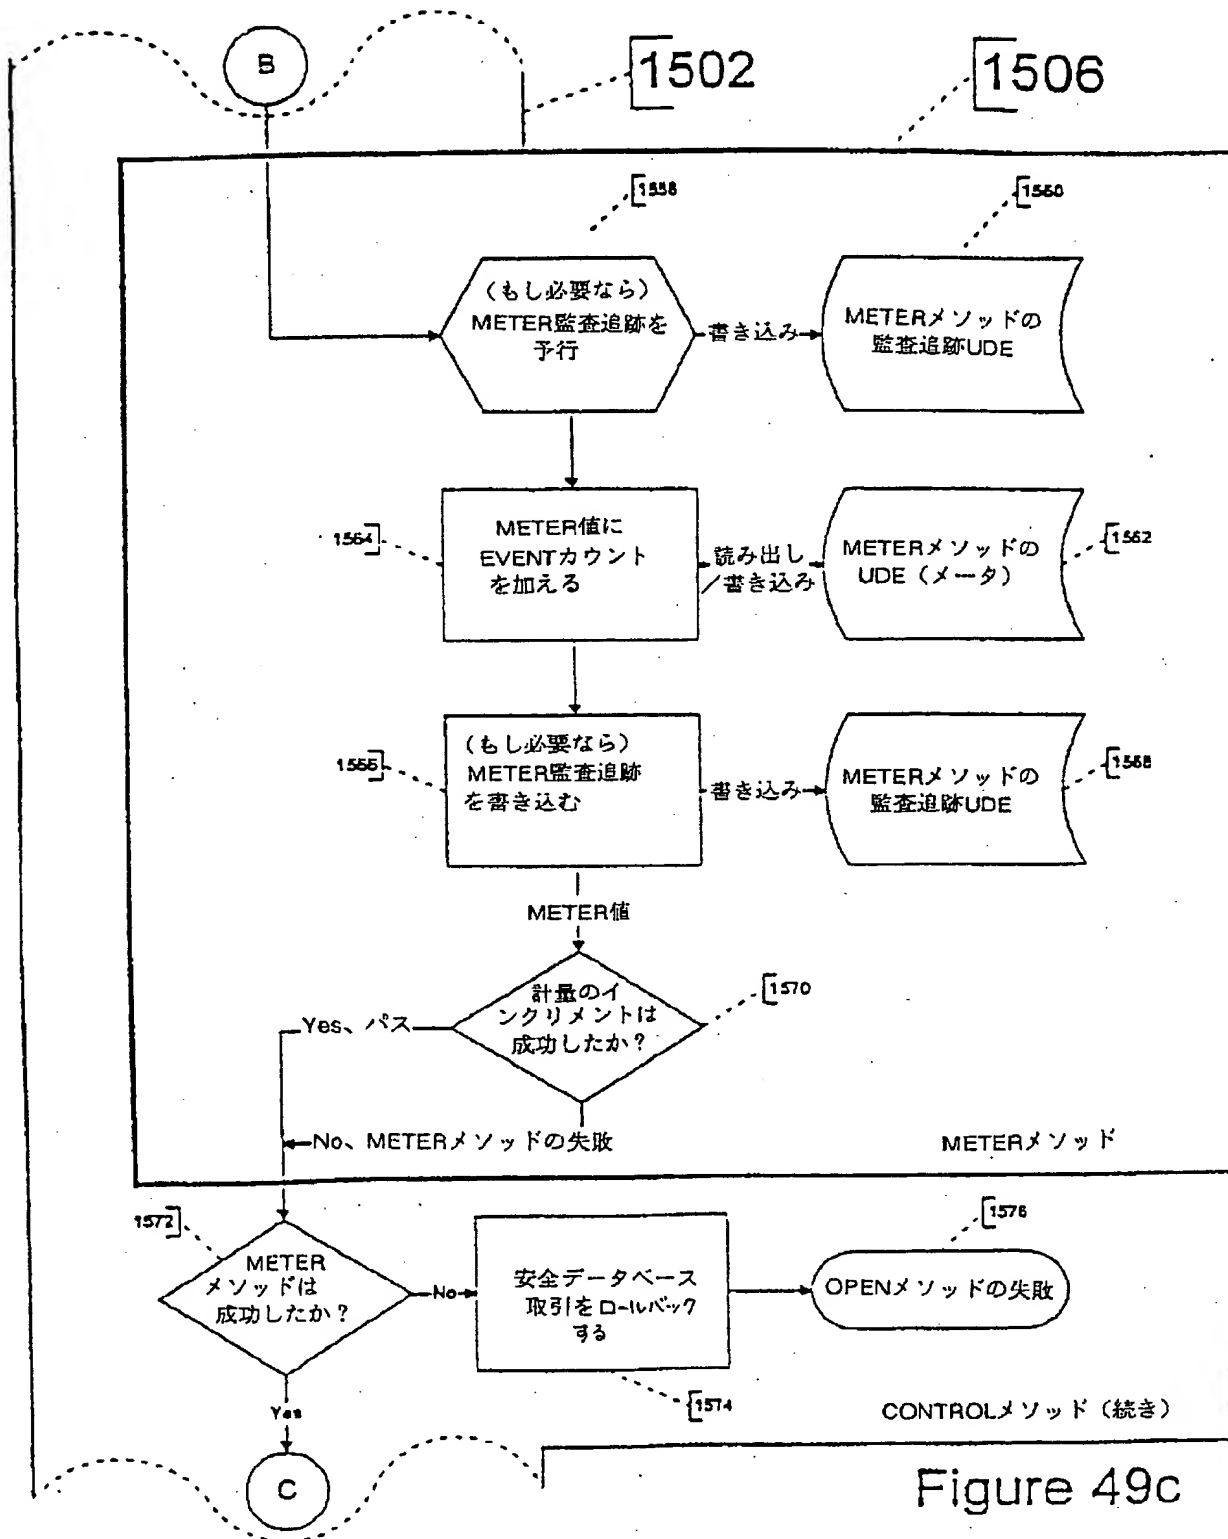 B
1502
1506
1558
1560
(もし必要なら)
METER監査追跡を
予行
書き込み
METERメソッドの
監査追跡UDE
1564
METER値に
EVENTカウント
を加える
読み出し
/書き込み
METERメソッドの
UDE(メータ)
1562
1566
(もし必要なら)
METER監査追跡
を書き込む
書き込み
METERメソッドの
監査追跡UDE
1568
METER値
計量のイ
ンクリメントは
成功したか?
1570
Yes、パス
No、METERメソッドの失敗
METERメソッド
1572
METER
メソッドは
成功したか?
No
安全データベース
取引をロールバック
する
1576
OPENメソッドの失敗
1574
Yes
CONTROLメソッド(続き)
C
Figure 49c